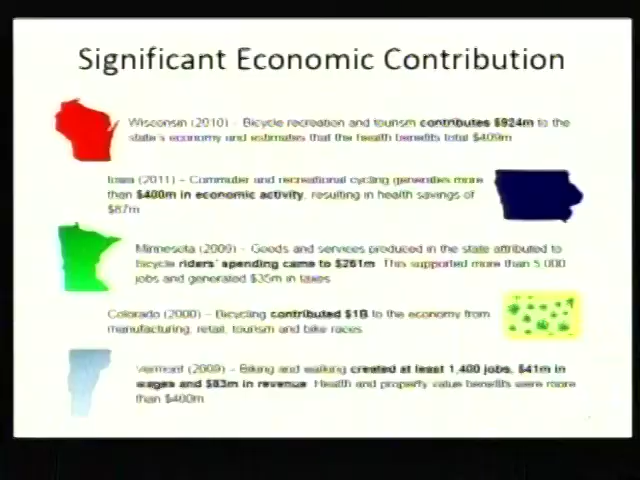 Significant Economic Contribution
Wisconsin (2010) - Bicycle recreation and tourism contributes $924m to the
state's economy and estimates that the health benefits total $409m
Iowa (2011) – Commuter and recreational cycling generates more
than $400m in economic activity, resulting in health savings of
$87m
Minnesota (2009) - Goods and services produced in the state attributed to
bicycle riders' spending came to $261m. This supported more than 5,000
jobs and generated $35m in taxes
Colorado (2000) – Bicycling contributed $1B to the economy from
manufacturing, retail, tourism and bike races.
Vermont (2009) - Biking and walking created at least 1,400 jobs, $41m in
wages and $83m in revenue. Health and property value benefits were more
than $400m